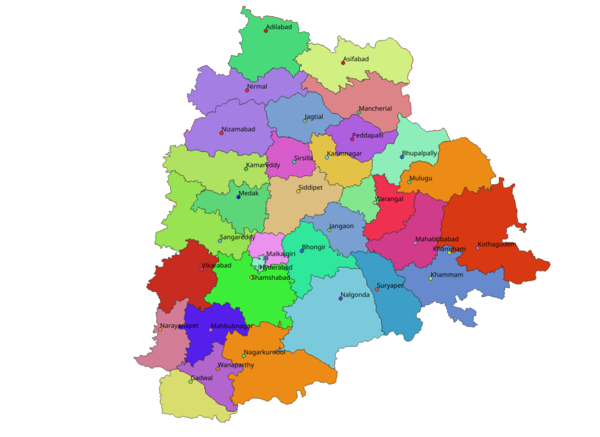 Adilabad
Asifabad
Nirmal
Mancherial
Jagtial
Nizamabad
Peddapalli
Karimnagar
Bhupalpally
Sirsilla
Kamareddy
Mulugu
Siddipet
Medak
Warangal
Jangaon
Sangareddy
Mahabubabad
Kothagudem
Bhongir
Khammam
Malkajgiri
Vikarabad
Hyderabad
Shamshabad
Khammam
Suryapet
Nalgonda
Narayanapet
Mahbubnagar
Nagarkurnool
Wanaparthy
Gadwal